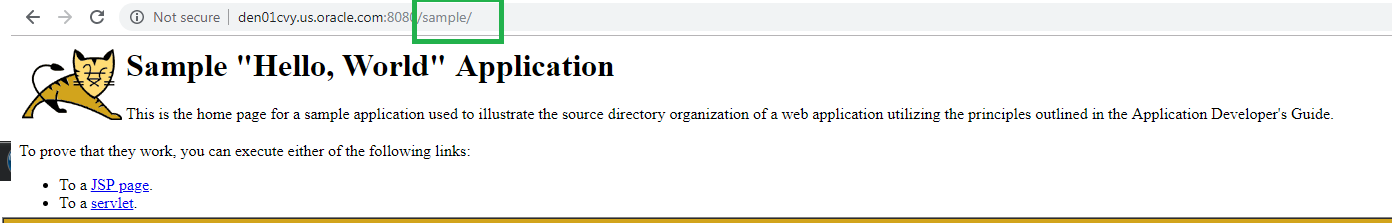 Not secure | den01cvy.us.oracle.com:8080/sample/
Sample "Hello, World" Application
This is the home page for a sample application used to illustrate the source directory organization of a web application utilizing the principles outlined in the Application Developer's Guide.
To prove that they work, you can execute either of the following links:
• To a JSP page.
• To a servlet.